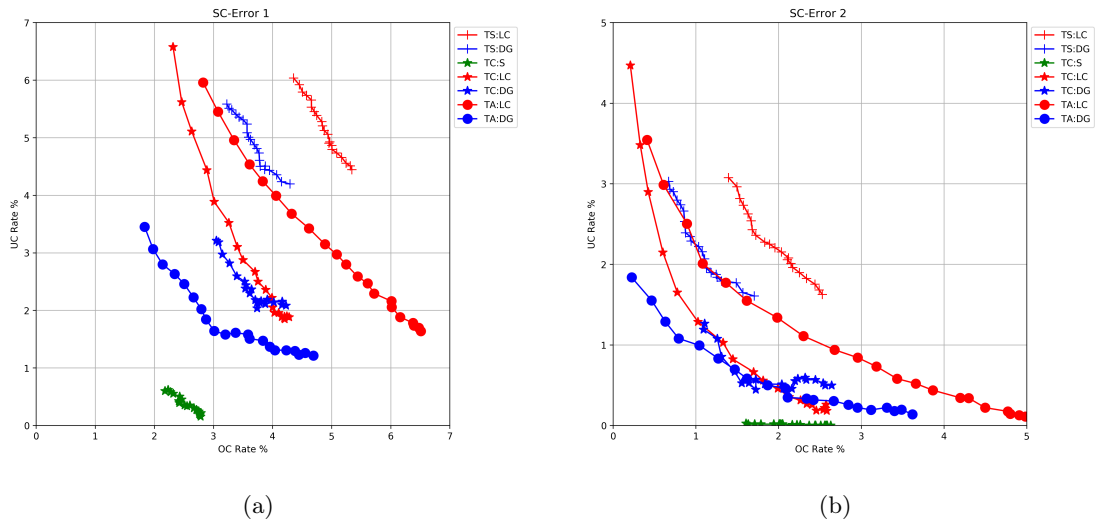 SC-Error 1
UC Rate %
7
6
5
4
3
2
1
0
0 1 2 3 4 5 6 7
OC Rate %
TS:LC
TS:DG
TC:S
TC:LC
TC:DG
TA:LC
TA:DG
(a)
SC-Error 2
UC Rate %
5
4
3
2
1
0
0 1 2 3 4 5
OC Rate %
TS:LC
TS:DG
TC:S
TC:LC
TC:DG
TA:LC
TA:DG
(b)